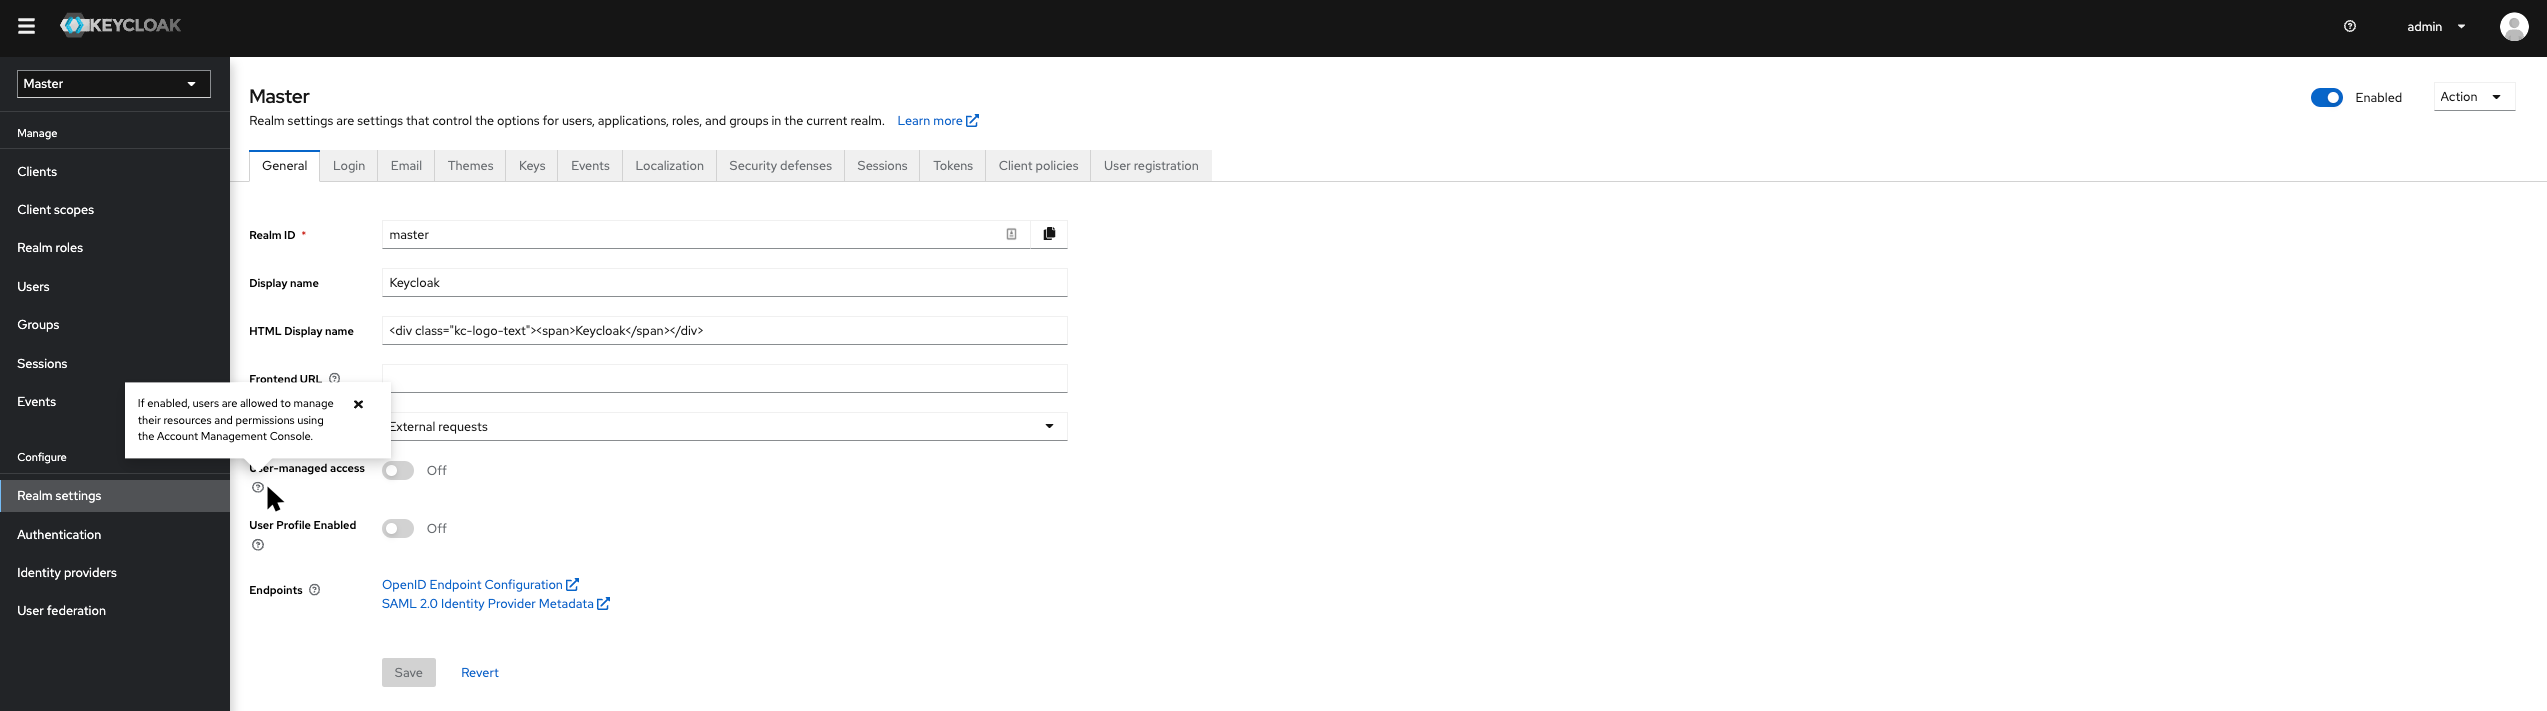 KEYCLOAK
admin
Master
Manage
Clients
Client scopes
Realm roles
Users
Groups
Sessions
Events
Configure
Realm settings
Authentication
Identity providers
User federation
Master
Enabled
Action
Realm settings are settings that control the options for users, applications, roles, and groups in the current realm. Learn more
General Login Email Themes Keys Events Localization Security defenses Sessions Tokens Client policies User registration
Realm ID * master
Display name Keycloak
HTML Display name <div class="kc-logo-text"><span>Keycloak</span></div>
Frontend URL
If enabled, users are allowed to manage
their resources and permissions using
the Account Management Console.
External requests
User-managed access Off
User Profile Enabled Off
Endpoints OpenID Endpoint Configuration
SAML 2.0 Identity Provider Metadata
Save Revert